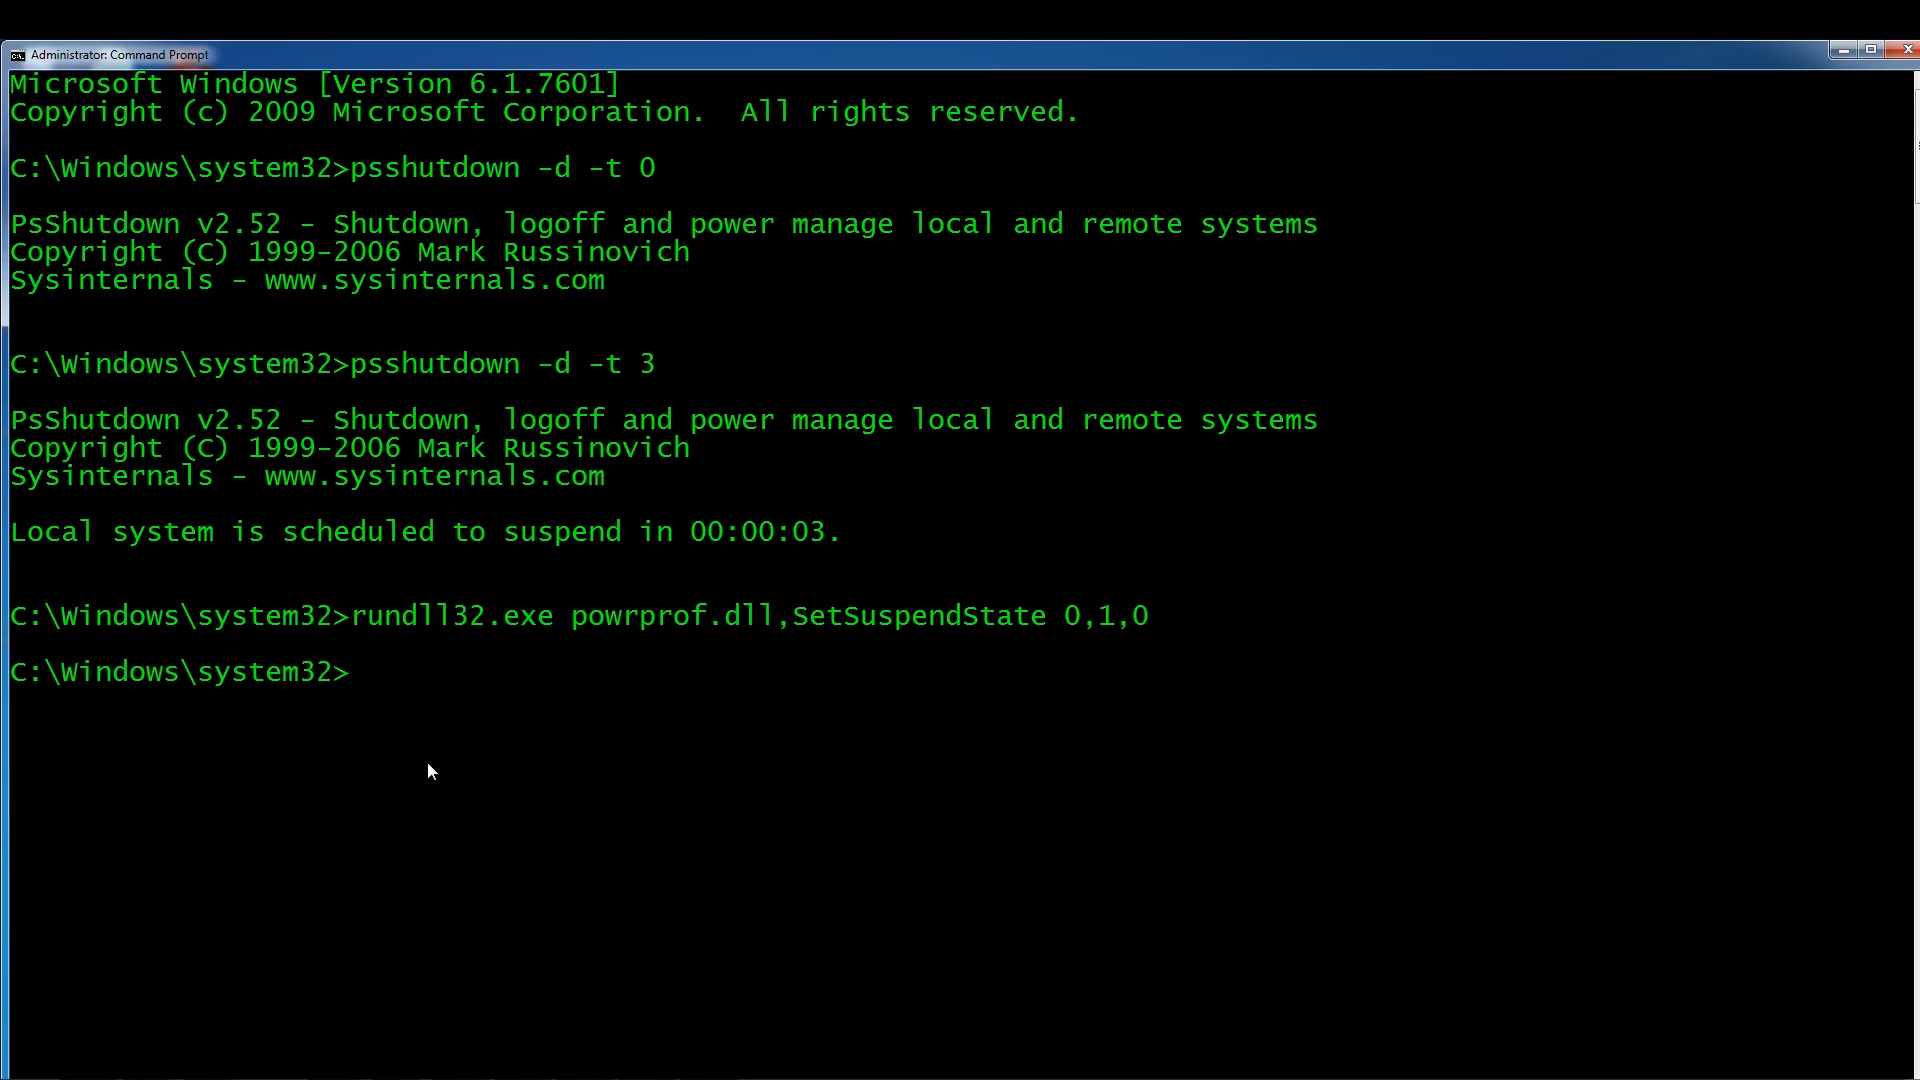 Administrator: Command Prompt
Microsoft Windows [Version 6.1.7601]
Copyright (c) 2009 Microsoft Corporation.  All rights reserved.
C:\Windows\system32>psshutdown -d -t 0
PsShutdown v2.52 - Shutdown, logoff and power manage local and remote systems
Copyright (C) 1999-2006 Mark Russinovich
Sysinternals - www.sysinternals.com
C:\Windows\system32>psshutdown -d -t 3
PsShutdown v2.52 - Shutdown, logoff and power manage local and remote systems
Copyright (C) 1999-2006 Mark Russinovich
Sysinternals - www.sysinternals.com
Local system is scheduled to suspend in 00:00:03.
C:\Windows\system32>rundll32.exe powrprof.dll,SetSuspendState 0,1,0
C:\Windows\system32>